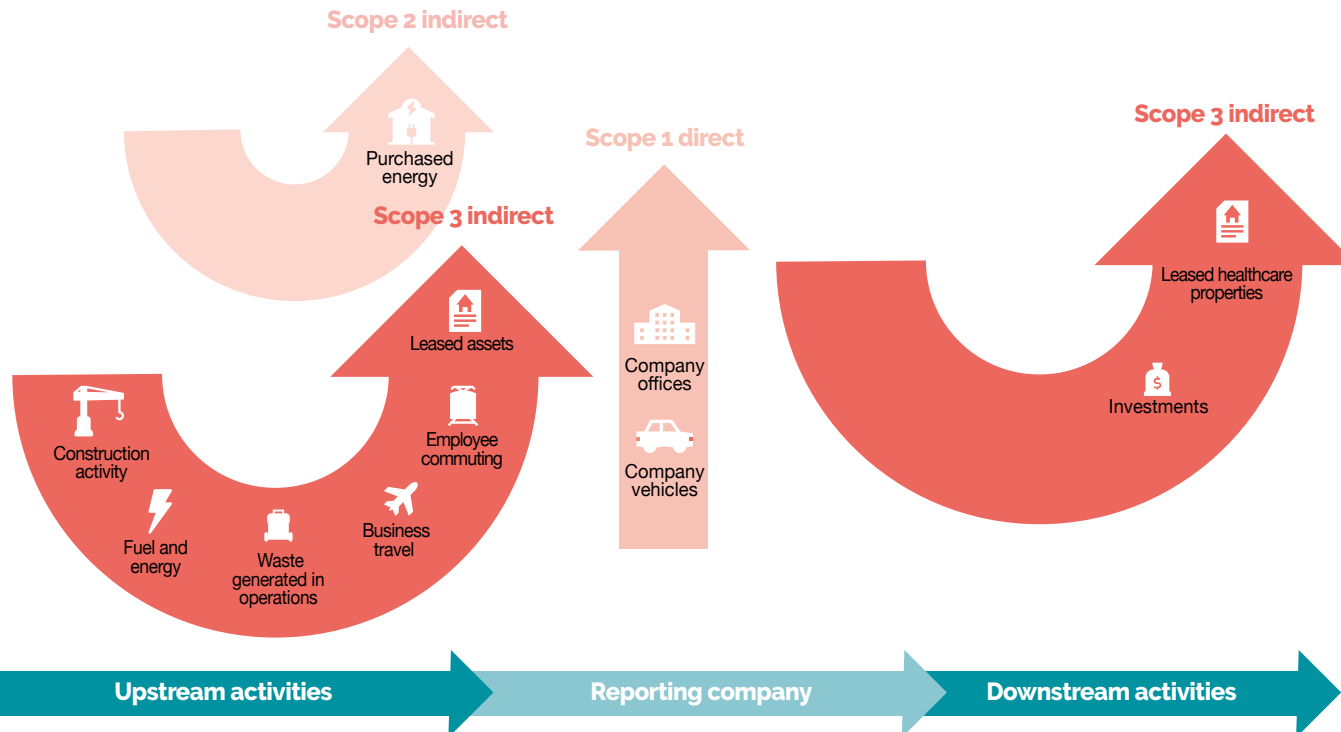 Scope 2 indirect
Purchased
energy
Scope 3 indirect
Leased assets
Employee
commuting
Business
travel
Waste
generated in
operations
Fuel and
energy
Construction
activity
Scope 1 direct
Company
offices
Company
vehicles
Scope 3 indirect
Leased healthcare
properties
$
Investments
Upstream activities
Reporting company
Downstream activities